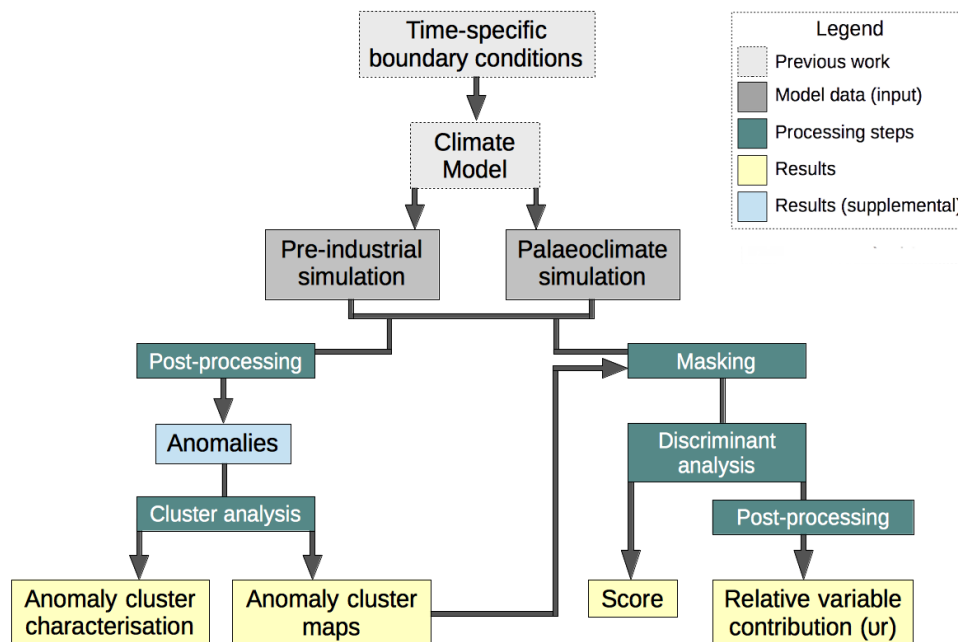 Time-specific
boundary conditions
Legend
Previous work
Model data (input)
Processing steps
Results
Results (supplemental)
Climate
Model
Pre-industrial
simulation
Palaeoclimate
simulation
Post-processing
Masking
Anomalies
Discriminant
analysis
Cluster analysis
Post-processing
Anomaly cluster
characterisation
Anomaly cluster
maps
Score
Relative variable
contribution (υr)